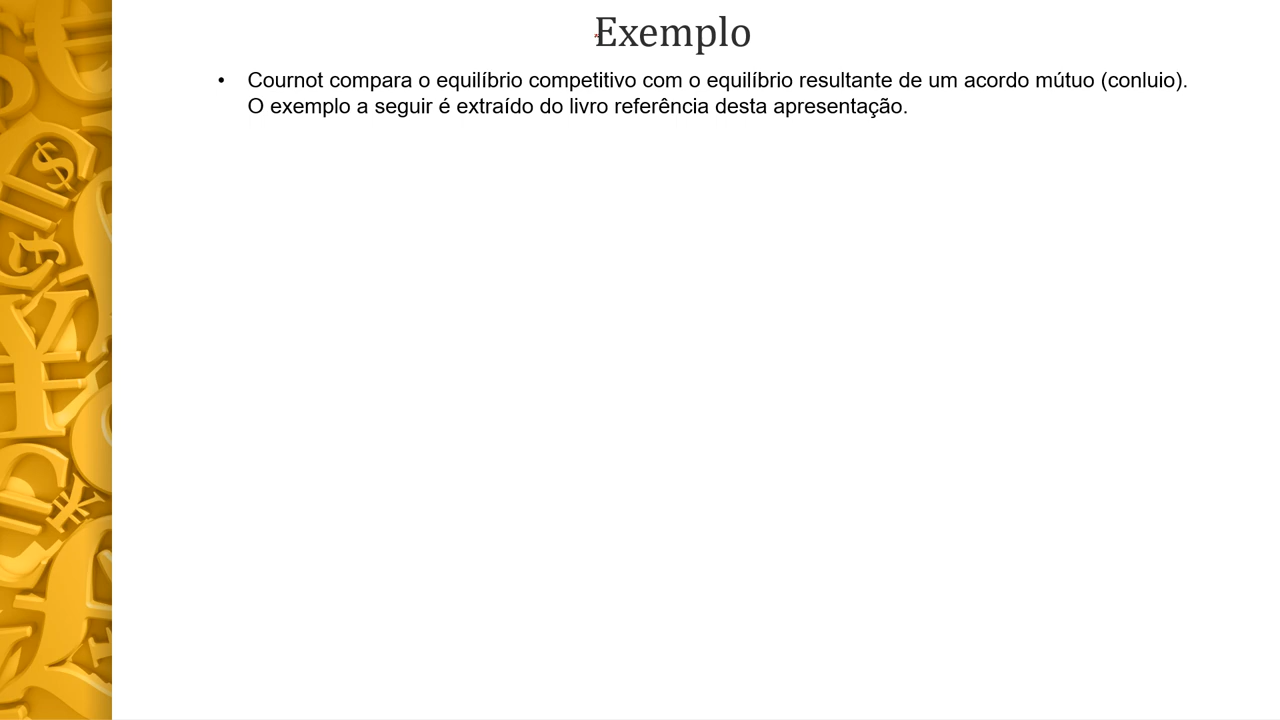 Exemplo
• Cournot compara o equilíbrio competitivo com o equilíbrio resultante de um acordo mútuo (conluio).
O exemplo a seguir é extraído do livro referência desta apresentação.